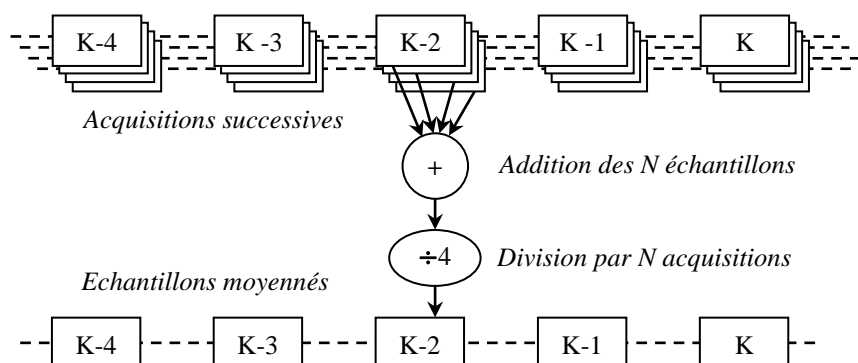 K-4 K -3 K-2 K -1 K
Acquisitions successives
+ Addition des N échantillons
÷4 Division par N acquisitions
Echantillons moyennés
K-4 K-3 K-2 K-1 K